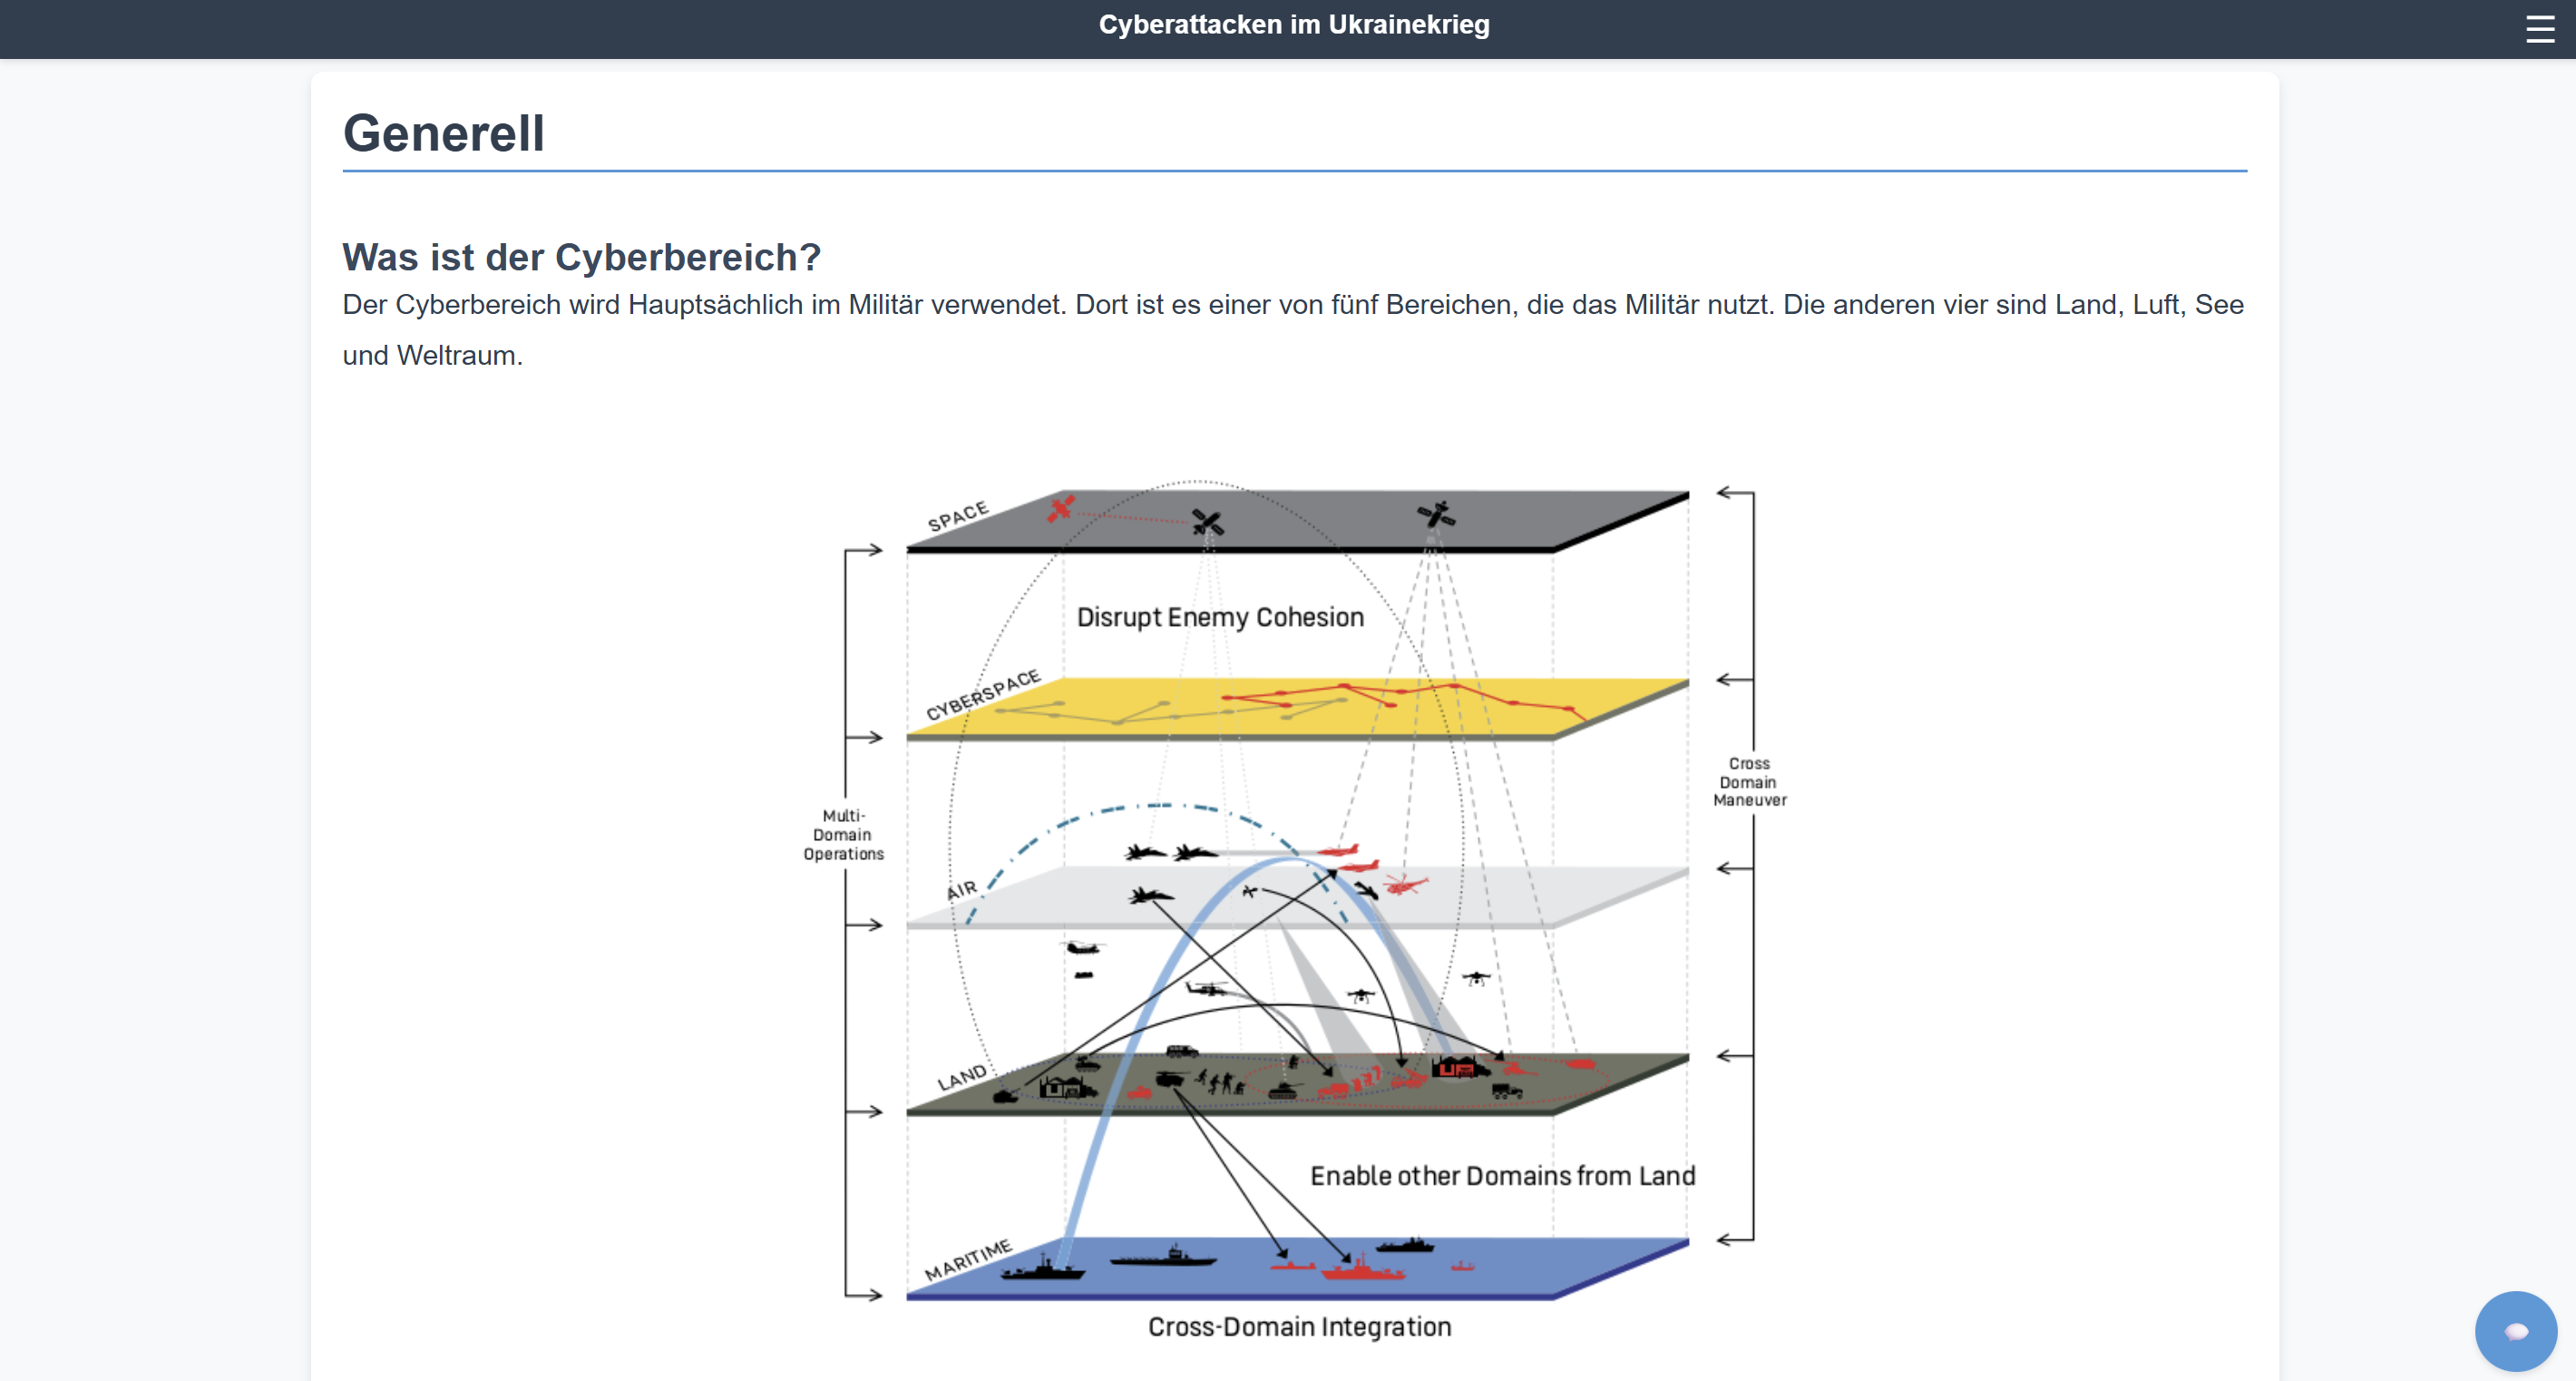 Cyberattacken im Ukrainekrieg
Generell
Was ist der Cyberbereich?
Der Cyberbereich wird Hauptsächlich im Militär verwendet. Dort ist es einer von fünf Bereichen, die das Militär nutzt. Die anderen vier sind Land, Luft, See
und Weltraum.
SPACE
Disrupt Enemy Cohesion
CYBERSPACE
Cross
Domain
Maneuver
Multi-
Domain
Operations
AIR
LAND
Enable other Domains from Land
MARITIME
Cross-Domain Integration